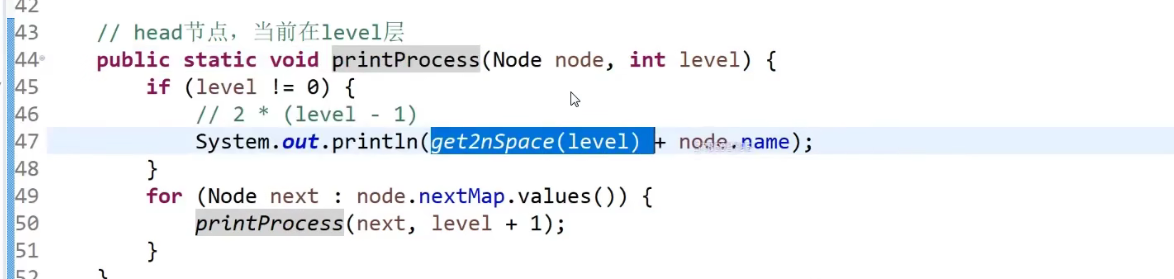 42
43 // head节点，当前在level层
44 public static void printProcess(Node node, int level) {
45 if (level != 0) {
46 // 2 * (level - 1)
47 System.out.println(get2nSpace(level) + node.name);
48 }
49 for (Node next : node.nextMap.values()) {
50 printProcess(next, level + 1);
51 }
52 }